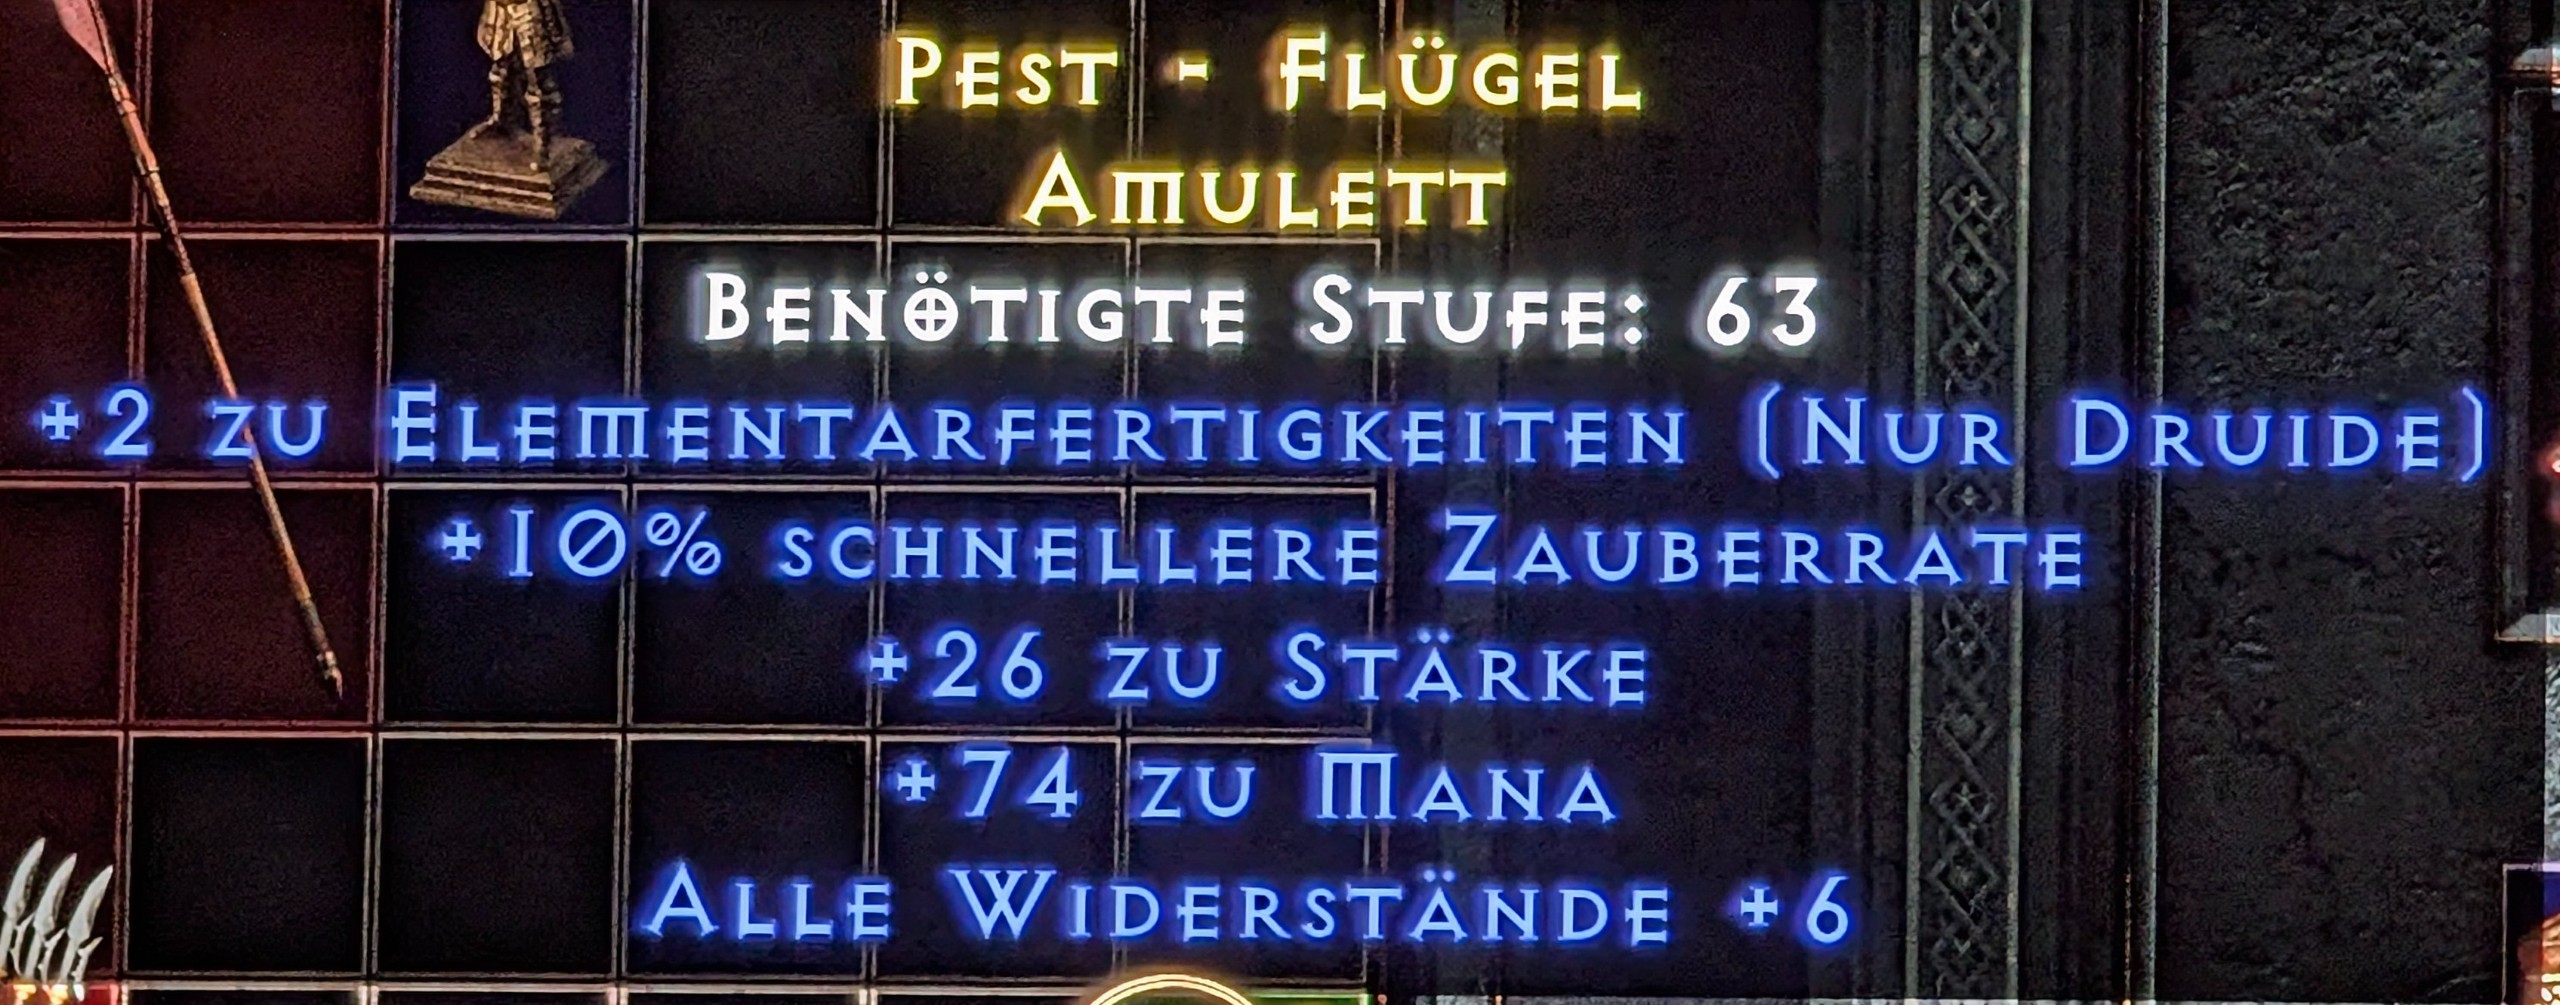 Pest - Flügel
Amulett
Benötigte Stufe: 63
+2 zu Elementarfertigkeiten (Nur Druide)
+10% schnellere Zauberrate
+26 zu Stärke
+74 zu Mana
Alle Widerstände +6